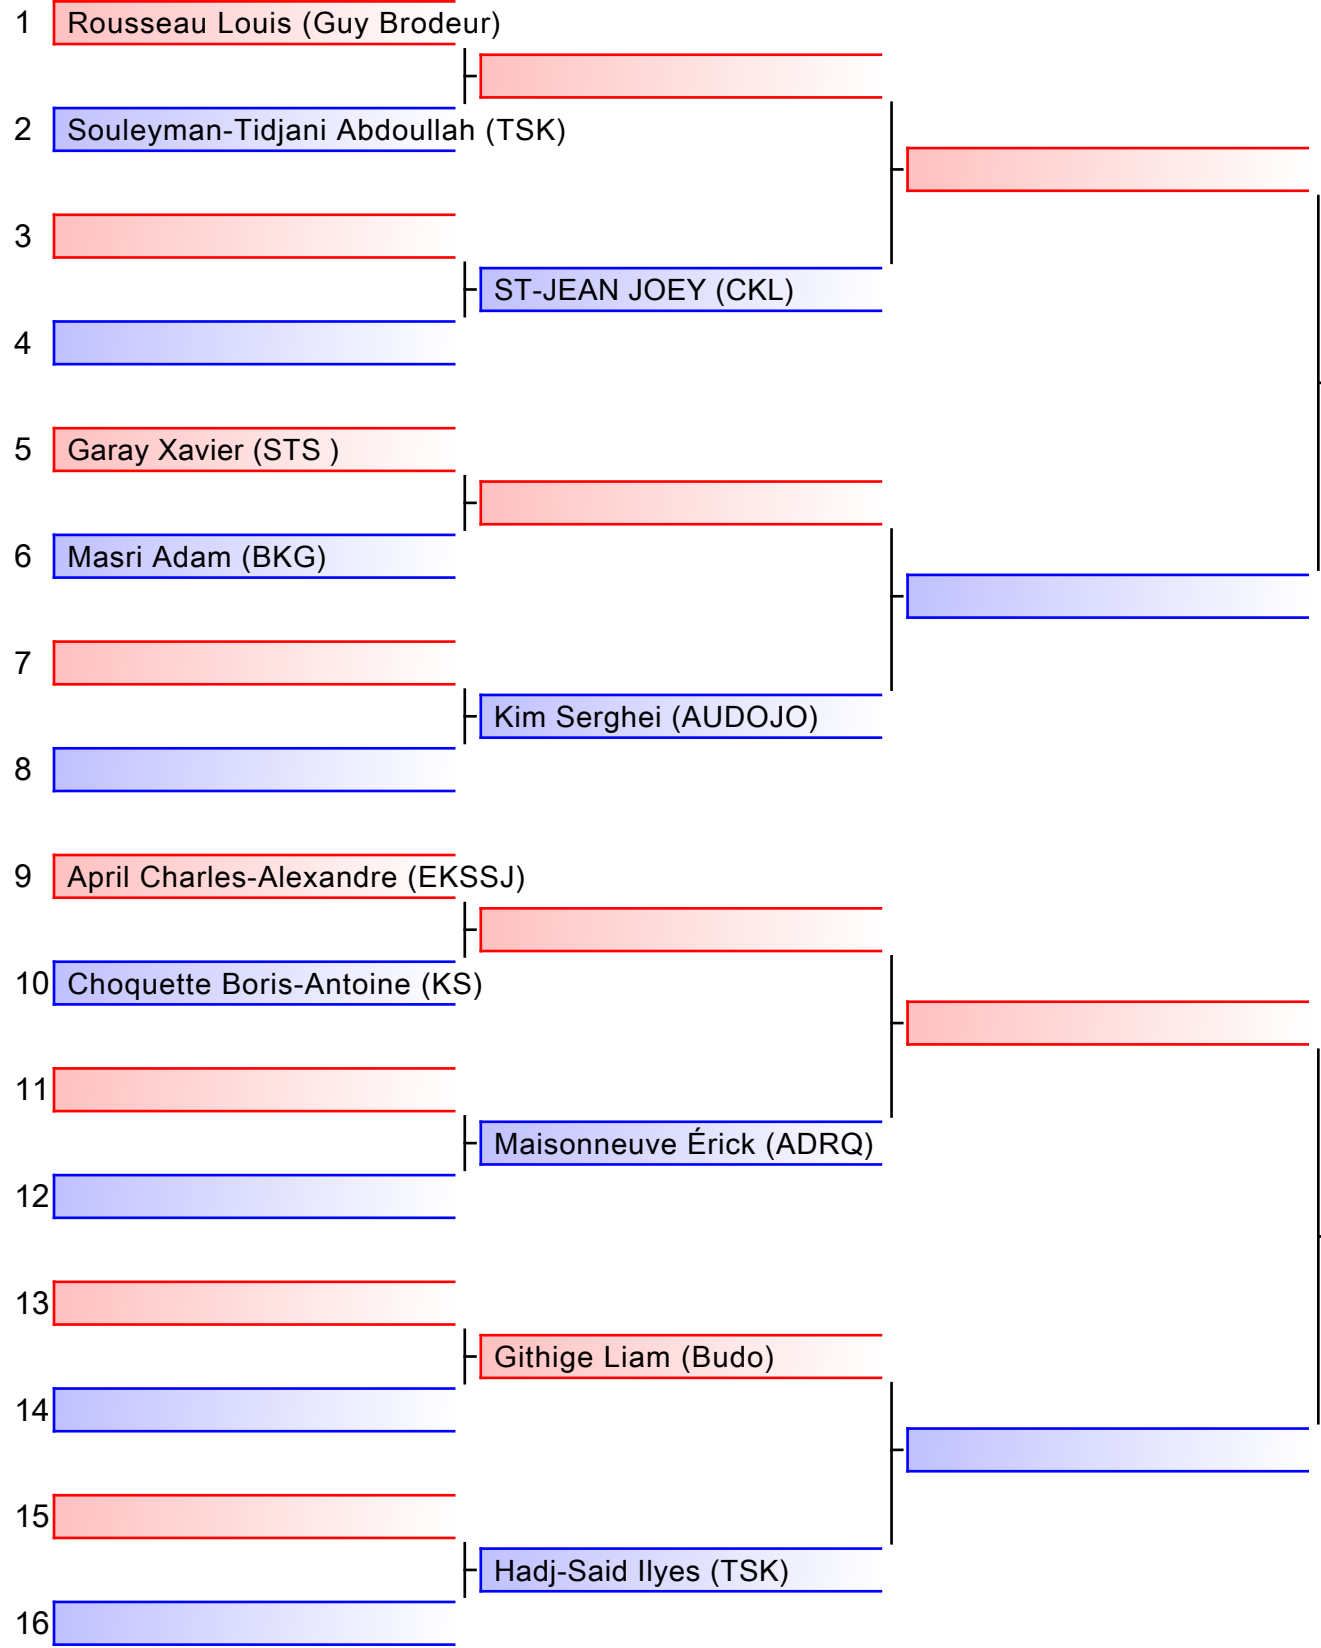 1 Rousseau Louis (Guy Brodeur)
2 Souleyman-Tidjani Abdoullah (TSK)
3
ST-JEAN JOEY (CKL)
4
5 Garay Xavier (STS )
6 Masri Adam (BKG)
7
Kim Serghei (AUDOJO)
8
9 April Charles-Alexandre (EKSSJ)
10 Choquette Boris-Antoine (KS)
11
Maisonneuve Érick (ADRQ)
12
13
Githige Liam (Budo)
14
15
Hadj-Said Ilyes (TSK)
16